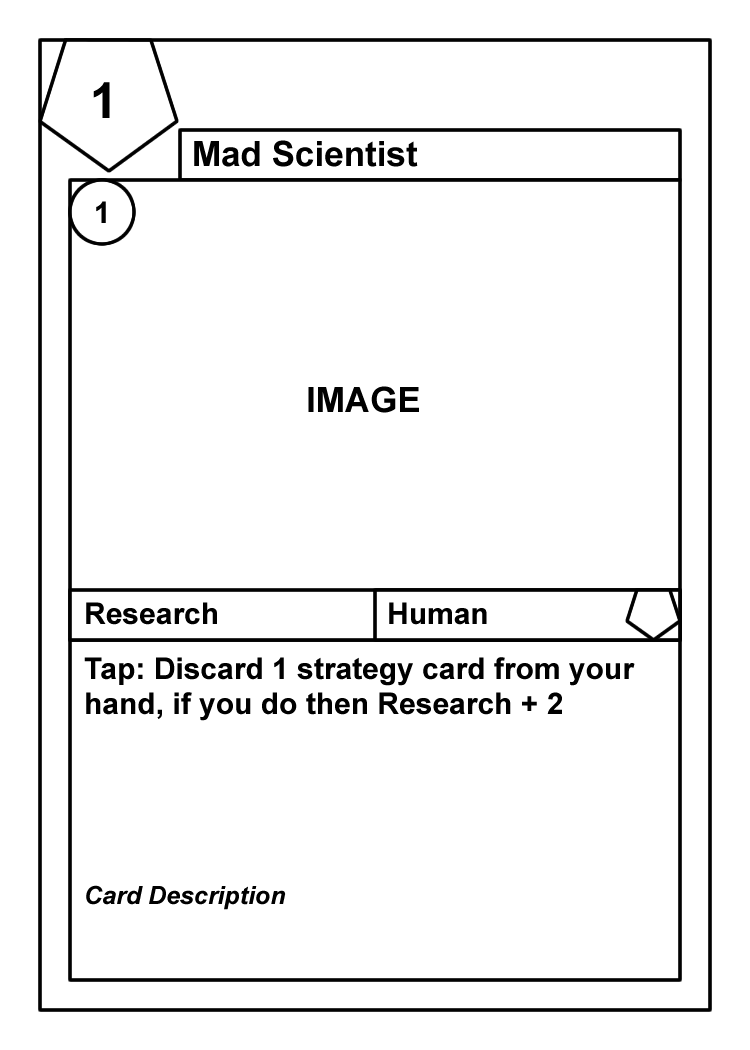 1
Mad Scientist
1
IMAGE
Research
Human
Tap: Discard 1 strategy card from your
hand, if you do then Research + 2
Card Description